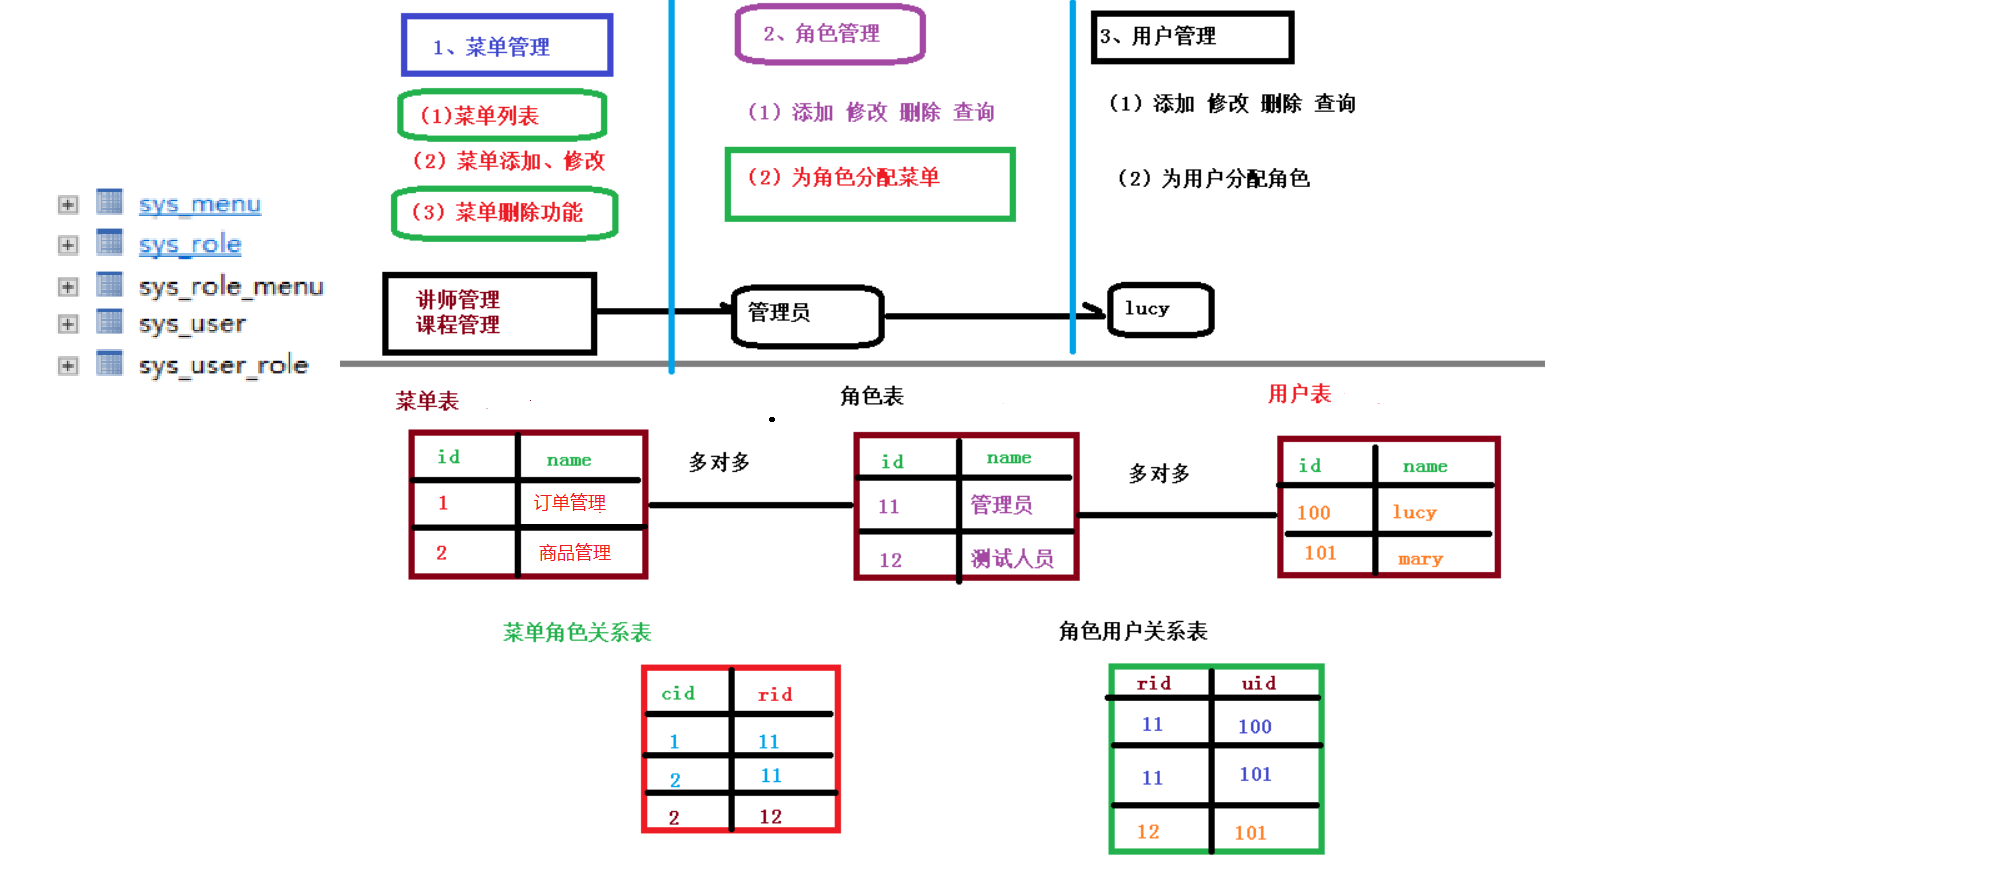 1、菜单管理
(1)菜单列表
（2）菜单添加、修改
（3）菜单删除功能
讲师管理
课程管理
2、角色管理
（1）添加 修改 删除 查询
（2）为角色分配菜单
管理员
3、用户管理
（1）添加 修改 删除 查询
（2）为用户分配角色
lucy
sys_menu
sys_role
sys_role_menu
sys_user
sys_user_role
菜单表
id name
1 订单管理
2 商品管理
多对多
角色表
id name
11 管理员
12 测试人员
多对多
用户表
id name
100 lucy
101 mary
菜单角色关系表
cid rid
1 11
2 11
2 12
角色用户关系表
rid uid
11 100
11 101
12 101